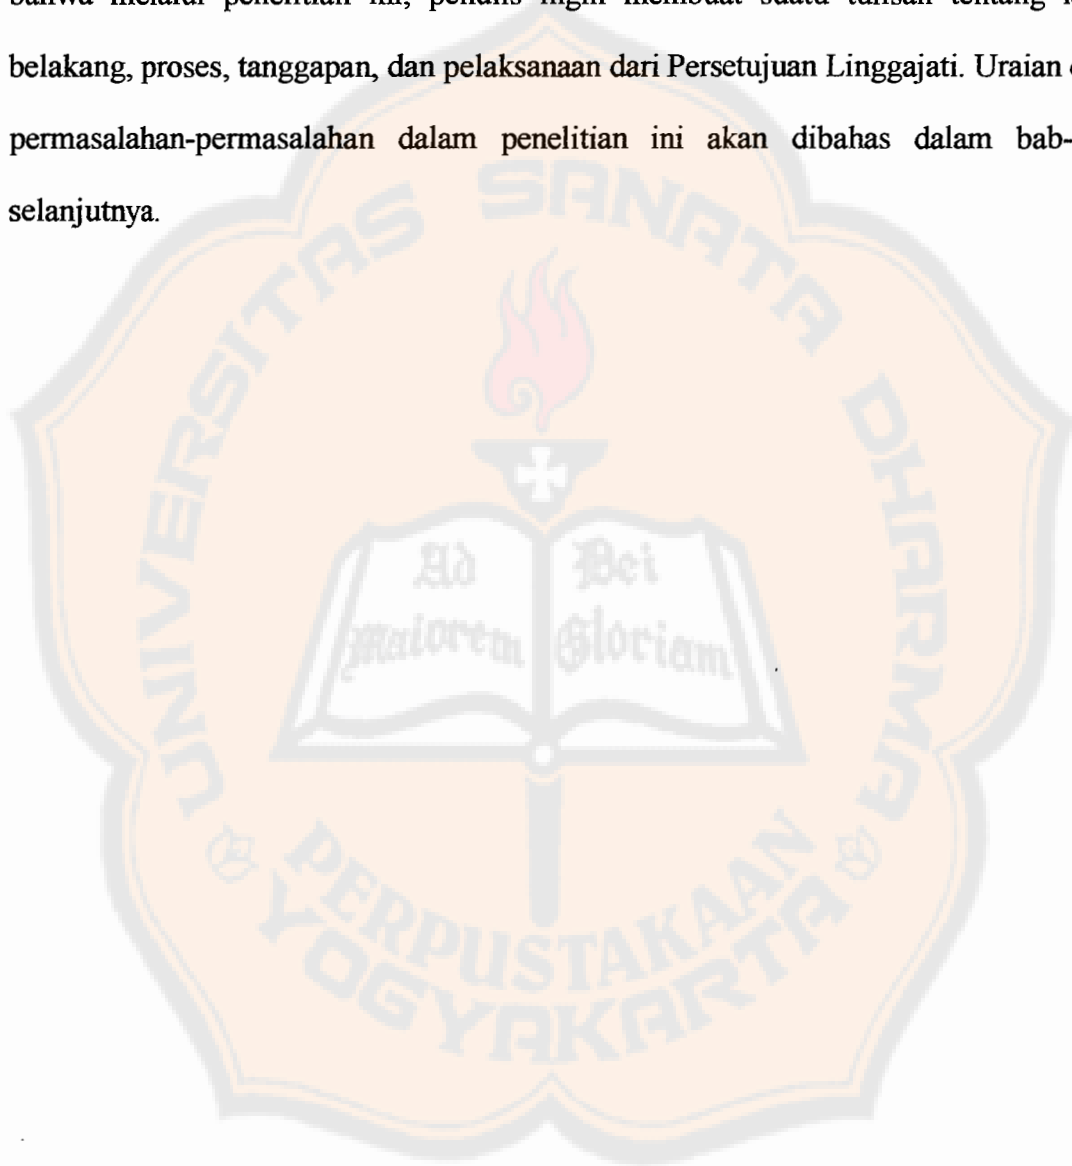 belakang, proses, tanggapan, dan pelaksanaan dari Persetujuan Linggajati. Uraian
permasalahan-permasalahan dalam penelitian ini akan dibahas dalam bab-
selanjutnya.
UNIVERSITAS SANATA DHARMA
Ad Dei
Maiorem Gloriam
PERPUSTAKAAN
YOGYAKARTA